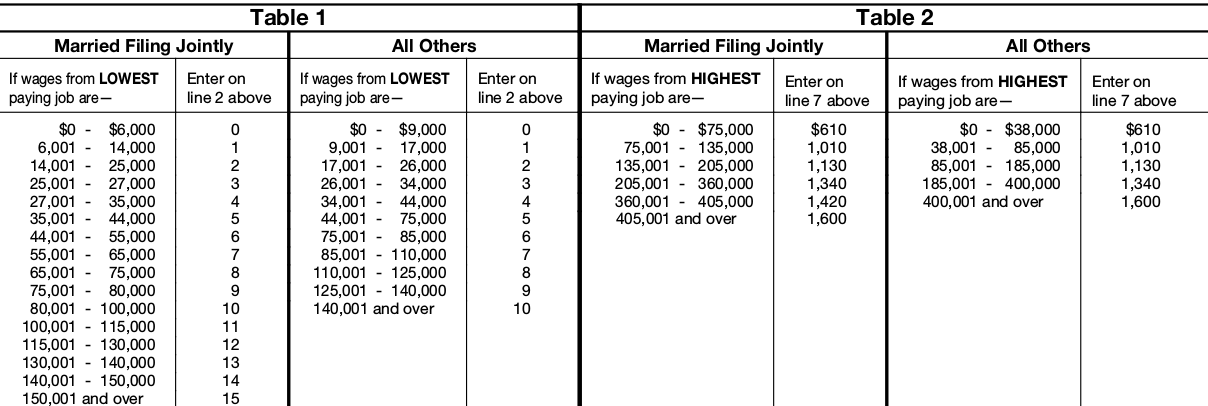 Table 1 Table 2
Married Filing Jointly All Others Married Filing Jointly All Others
If wages from LOWEST Enter on If wages from LOWEST Enter on If wages from HIGHEST Enter on If wages from HIGHEST Enter on
paying job are— line 2 above paying job are— line 2 above paying job are— line 7 above paying job are— line 7 above
$0 - $6,000 0 $0 - $9,000 0 $0 - $75,000 $610 $0 - $38,000 $610
6,001 - 14,000 1 9,001 - 17,000 1 75,001 - 135,000 1,010 38,001 - 85,000 1,010
14,001 - 25,000 2 17,001 - 26,000 2 135,001 - 205,000 1,130 85,001 - 185,000 1,130
25,001 - 27,000 3 26,001 - 34,000 3 205,001 - 360,000 1,340 185,001 - 400,000 1,340
27,001 - 35,000 4 34,001 - 44,000 4 360,001 - 405,000 1,420 400,001 and over 1,600
35,001 - 44,000 5 44,001 - 75,000 5 405,001 and over 1,600
44,001 - 55,000 6 75,001 - 85,000 6
55,001 - 65,000 7 85,001 - 110,000 7
65,001 - 75,000 8 110,001 - 125,000 8
75,001 - 80,000 9 125,001 - 140,000 9
80,001 - 100,000 10 140,001 and over 10
100,001 - 115,000 11
115,001 - 130,000 12
130,001 - 140,000 13
140,001 - 150,000 14
150,001 and over 15